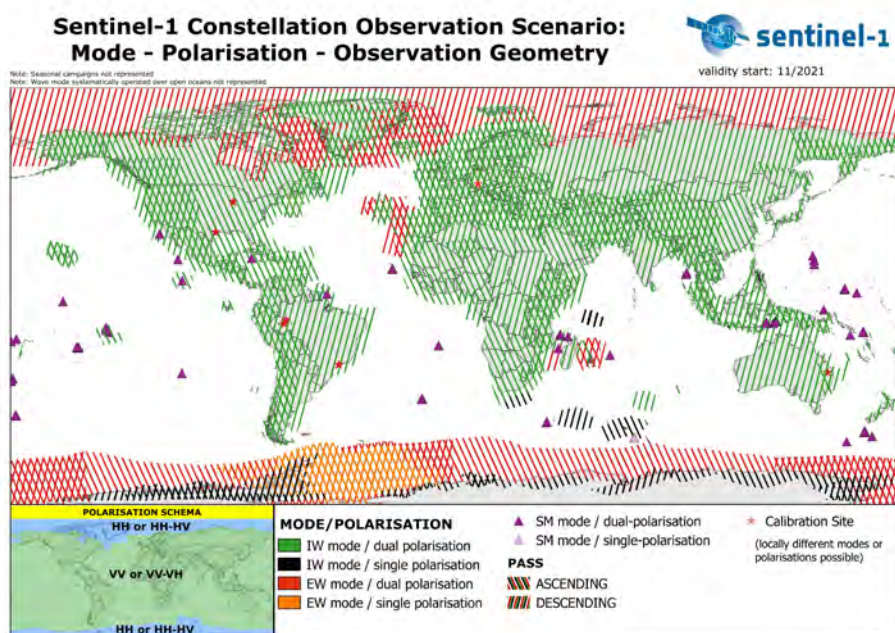 Sentinel-1 Constellation Observation Scenario:
Mode - Polarisation - Observation Geometry
sentinel-1
validity start: 11/2021
Note: Seasonal campaigns not represented
Note: Wave mode systematically operated over open oceans not represented
POLARISATION SCHEMA
HH or HH-HV
VV or VV-VH
HH or HH-HV
MODE/POLARISATION
IW mode / dual polarisation
IW mode / single polarisation
EW mode / dual polarisation
EW mode / single polarisation
SM mode / dual-polarisation
SM mode / single-polarisation
PASS
ASCENDING
DESCENDING
Calibration Site
(locally different modes or
polarisations possible)